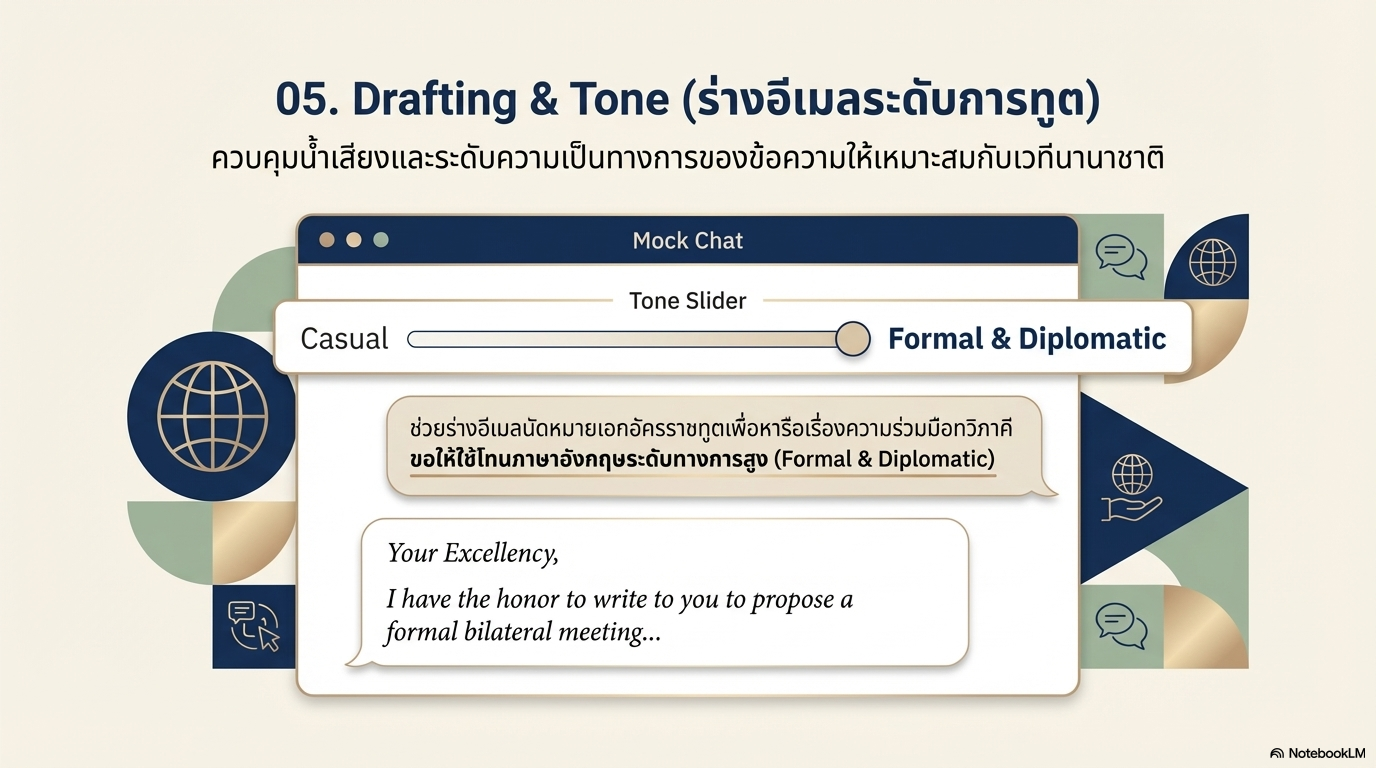 05. Drafting & Tone (ร่างอีเมลระดับการทูต)
ควบคุมน้ำเสียงและระดับความเป็นทางการของข้อความให้เหมาะสมกับเวทีนานาชาติ
Mock Chat
Tone Slider
Casual
Formal & Diplomatic
ช่วยร่างอีเมลนัดหมายเอกอัครราชทูตเพื่อหารือเรื่องความร่วมมือทวิภาคี
ขอให้ใช้โทนภาษาอังกฤษระดับทางการสูง (Formal & Diplomatic)
Your Excellency,
I have the honor to write to you to propose a
formal bilateral meeting...
NotebookLM